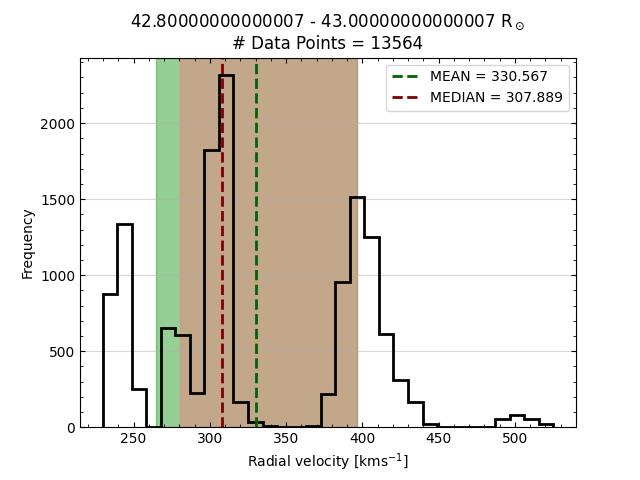 42.80000000000007 - 43.00000000000007 R⊙
# Data Points = 13564
MEAN = 330.567
MEDIAN = 307.889
Frequency
2000
1500
1000
500
0
250 300 350 400 450 500
Radial velocity [kms⁻¹]